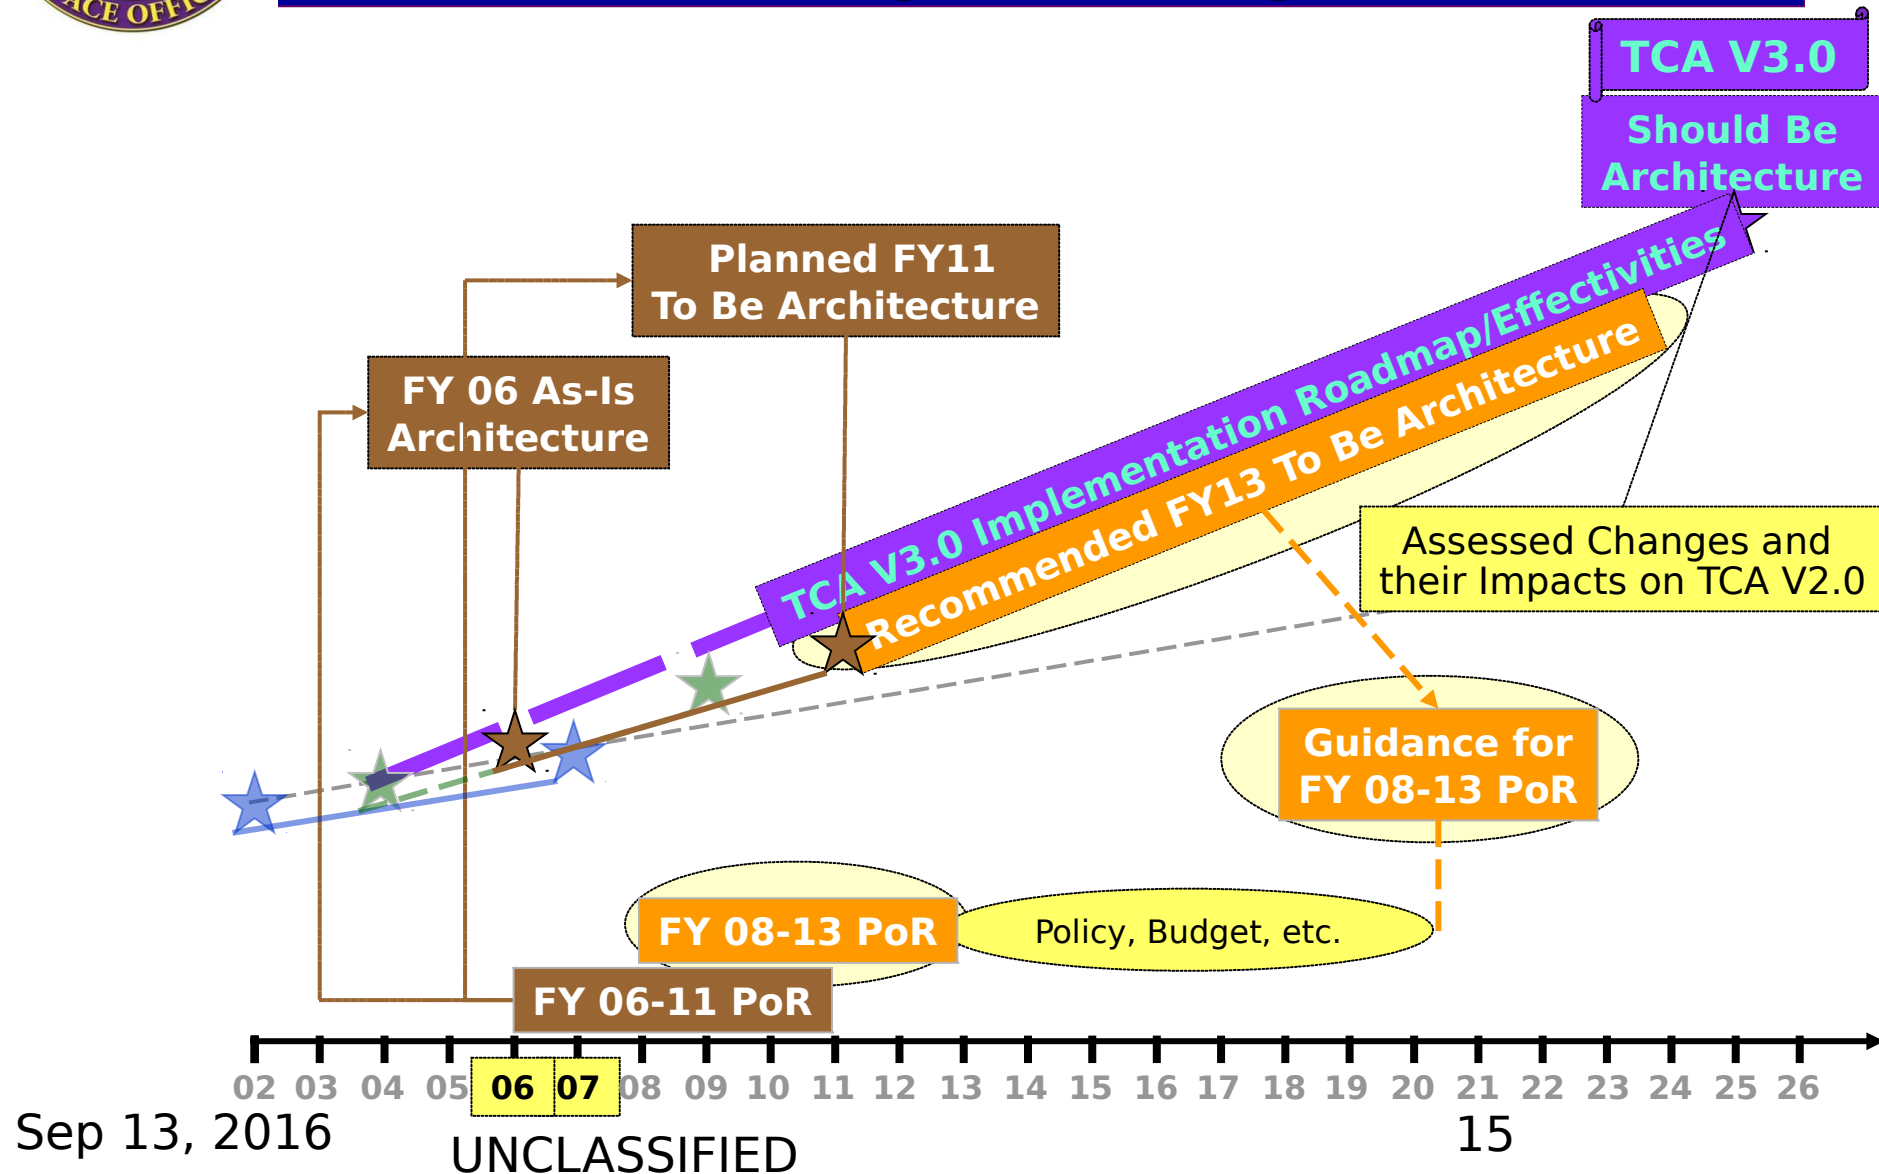 ACE OFFIC
TCA V3.0
Should Be
Architecture
Planned FY11
To Be Architecture
FY 06 As-Is
Architecture
TCA V3.0 Implementation Roadmap/Effectivities
Recommended FY13 To Be Architecture
Assessed Changes and
their Impacts on TCA V2.0
Guidance for
FY 08-13 PoR
FY 08-13 PoR
Policy, Budget, etc.
FY 06-11 PoR
02 03 04 05 06 07 08 09 10 11 12 13 14 15 16 17 18 19 20 21 22 23 24 25 26
Sep 13, 2016
UNCLASSIFIED
15